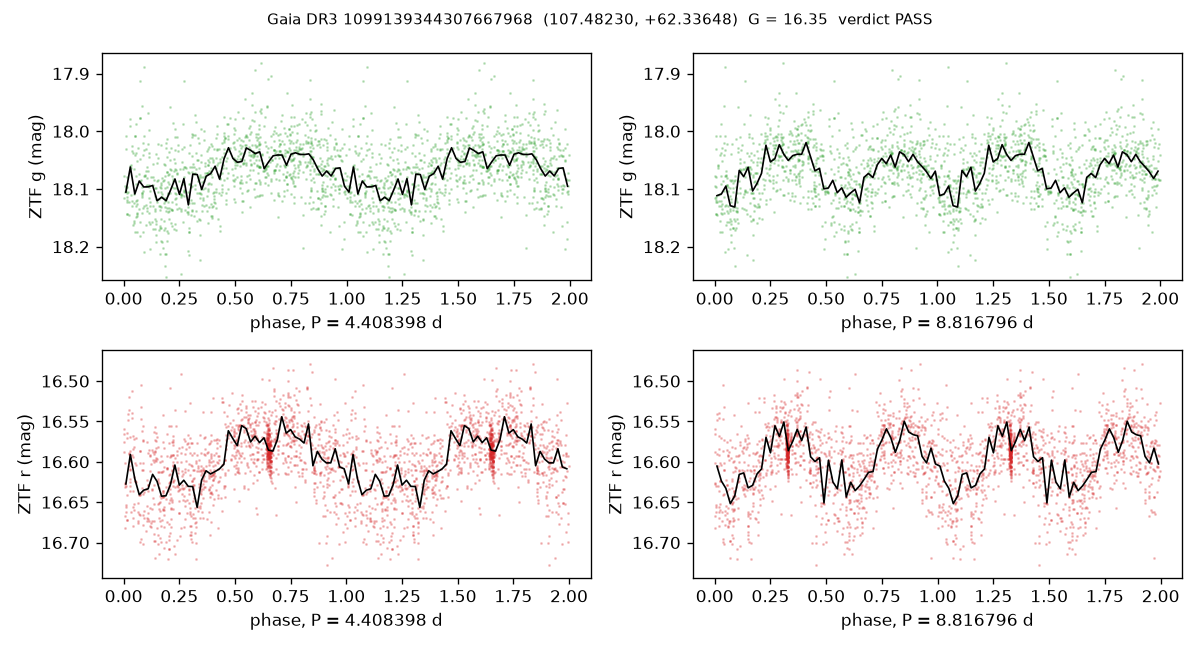 Gaia DR3 1099139344307667968 (107.48230, +62.33648) G = 16.35 verdict PASS
ZTF g (mag)
17.9
18.0
18.1
18.2
0.00 0.25 0.50 0.75 1.00 1.25 1.50 1.75 2.00
phase, P = 4.408398 d
ZTF g (mag)
17.9
18.0
18.1
18.2
0.00 0.25 0.50 0.75 1.00 1.25 1.50 1.75 2.00
phase, P = 8.816796 d
ZTF r (mag)
16.50
16.55
16.60
16.65
16.70
0.00 0.25 0.50 0.75 1.00 1.25 1.50 1.75 2.00
phase, P = 4.408398 d
ZTF r (mag)
16.50
16.55
16.60
16.65
16.70
0.00 0.25 0.50 0.75 1.00 1.25 1.50 1.75 2.00
phase, P = 8.816796 d